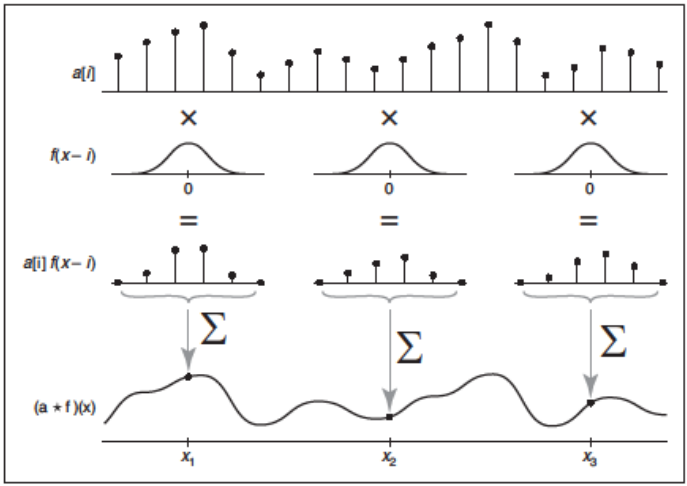 a[i]
× × ×
f(x – i)
0 0 0
= = =
a[i] f(x – i)
Σ Σ Σ
(a ⋆ f)(x)
x₁ x₂ x₃